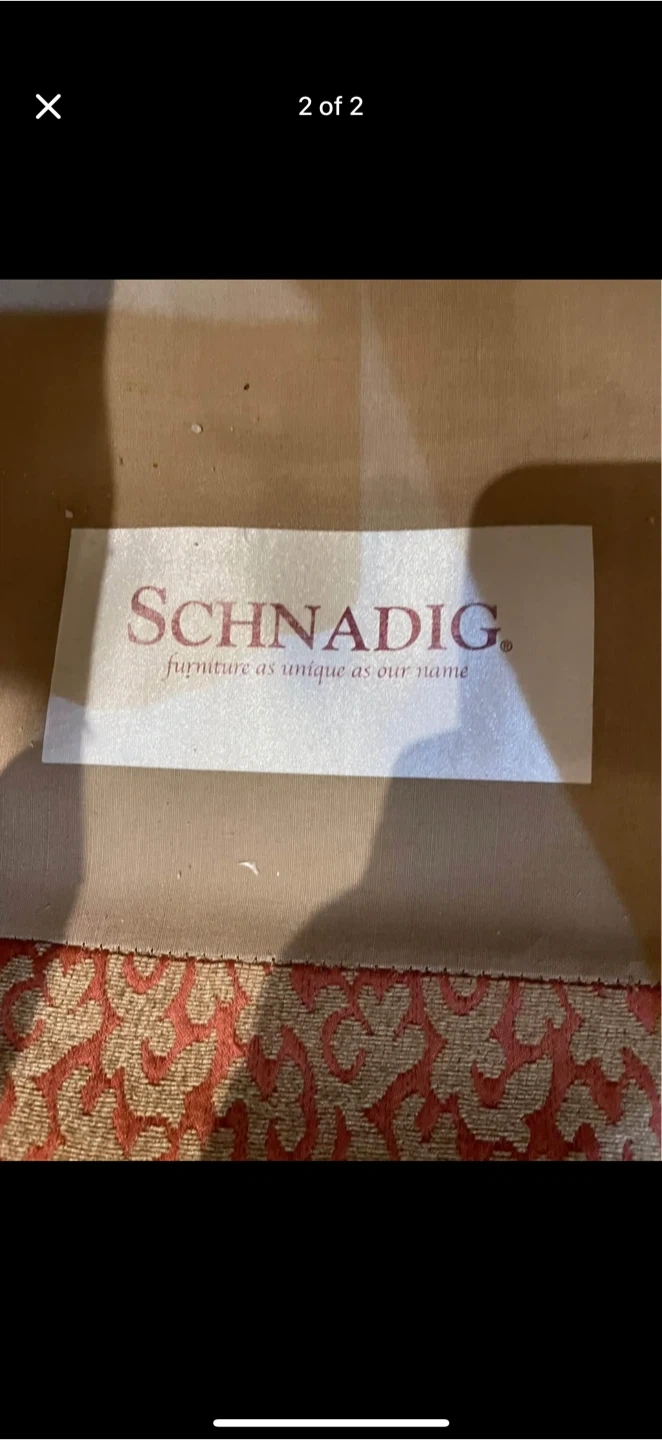 2 of 2
SCHNADIG®
furniture as unique as our name